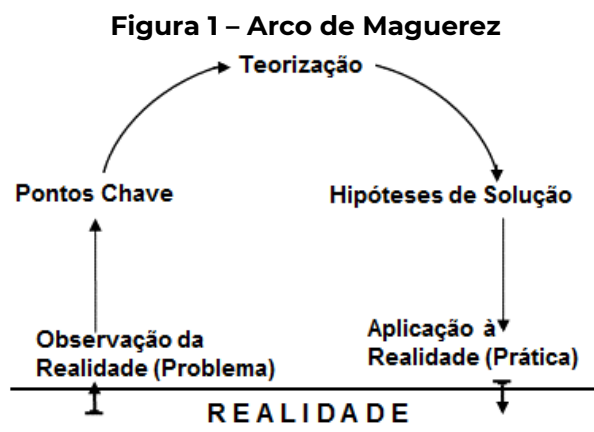 Figura 1 – Arco de Maguerez
Teorização
Pontos Chave
Hipóteses de Solução
Observação da
Realidade (Problema)
Aplicação à
Realidade (Prática)
REALIDADE